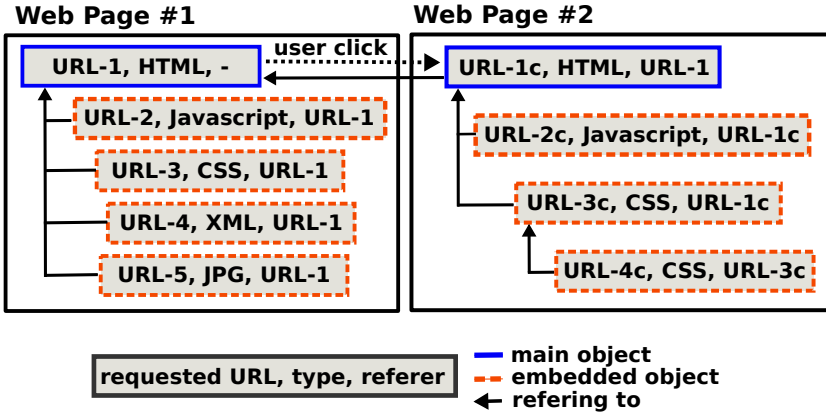 Web Page #1
URL-1, HTML, -
URL-2, Javascript, URL-1
URL-3, CSS, URL-1
URL-4, XML, URL-1
URL-5, JPG, URL-1
user click
Web Page #2
URL-1c, HTML, URL-1
URL-2c, Javascript, URL-1c
URL-3c, CSS, URL-1c
URL-4c, CSS, URL-3c
requested URL, type, referer
main object
embedded object
refering to